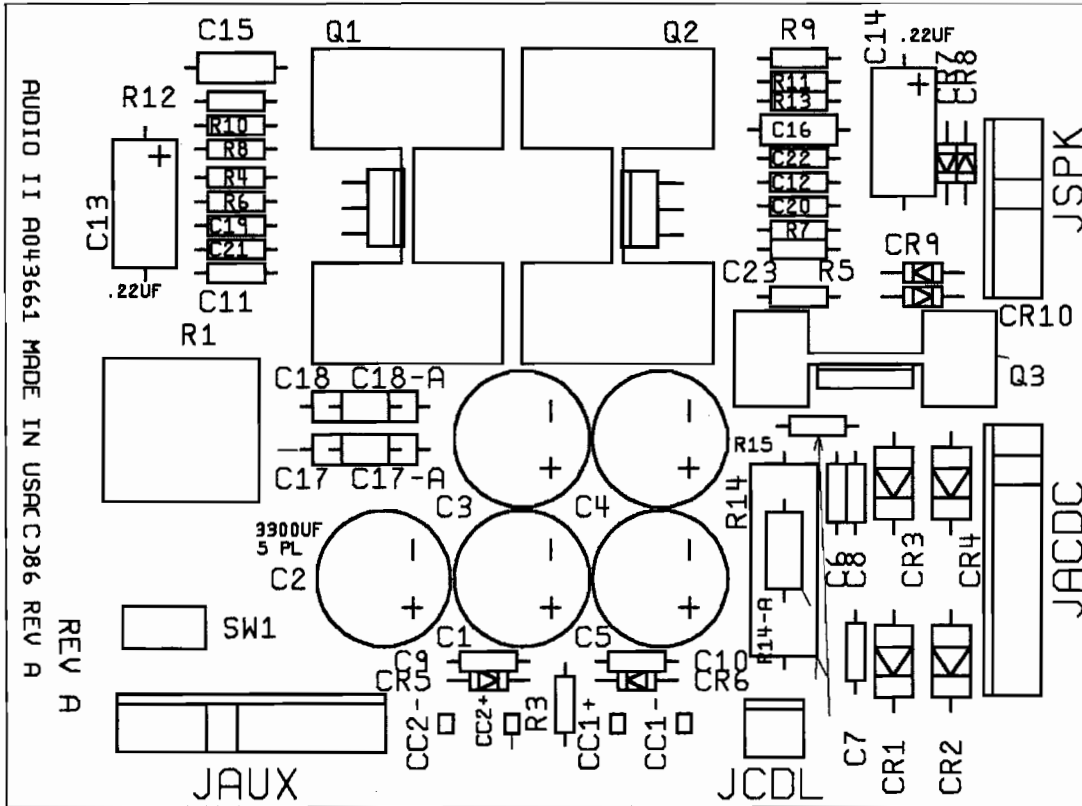 C15
Q1
Q2
R9
C14
.22UF
CR7
CR8
R12
R10
R8
R4
R6
C19
C21
C11
C13
+
.22UF
R11
R13
C16
C22
C12
C20
R7
C23
R5
+
CR9
CR10
JSPK
R1
C18
C18-A
C17
C17-A
Q3
R15
R14
R14-A
C6
C8
CR3
CR4
JACDC
-
+
C3
-
+
C4
3300UF
5 PL
C2
-
+
-
+
C1
-
+
C5
SW1
C9
CR5
C10
CR6
CC2-
CC2+
R3
CC1+
CC1-
C7
CR1
CR2
JAUX
JCDL
AUDIO II A043661 MADE IN USA
86 REV A
REV A